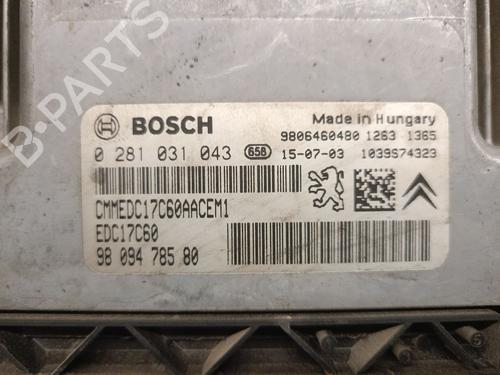 B-PARTS
BOSCH
Made in Hungary
9806460480 1263 1365
0 281 031 043 658 15-07-03 1039S74323
CMMEDC17C60AACEM1
EDC17C60
98 094 785 80